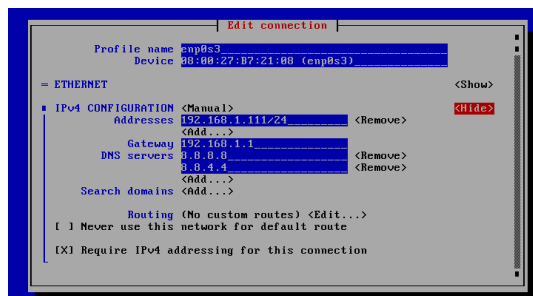 Edit connection
Profile name enp0s3
Device 08:00:27:B7:21:08 (enp0s3)
= ETHERNET <Show>
IPv4 CONFIGURATION <Manual> <Hide>
Addresses 192.168.1.111/24 <Remove>
<Add...>
Gateway 192.168.1.1
DNS servers 8.8.8.8 <Remove>
8.8.4.4 <Remove>
<Add...>
Search domains <Add...>
Routing (No custom routes) <Edit...>
[ ] Never use this network for default route
[X] Require IPv4 addressing for this connection